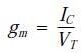 g_m = I_C / V_T